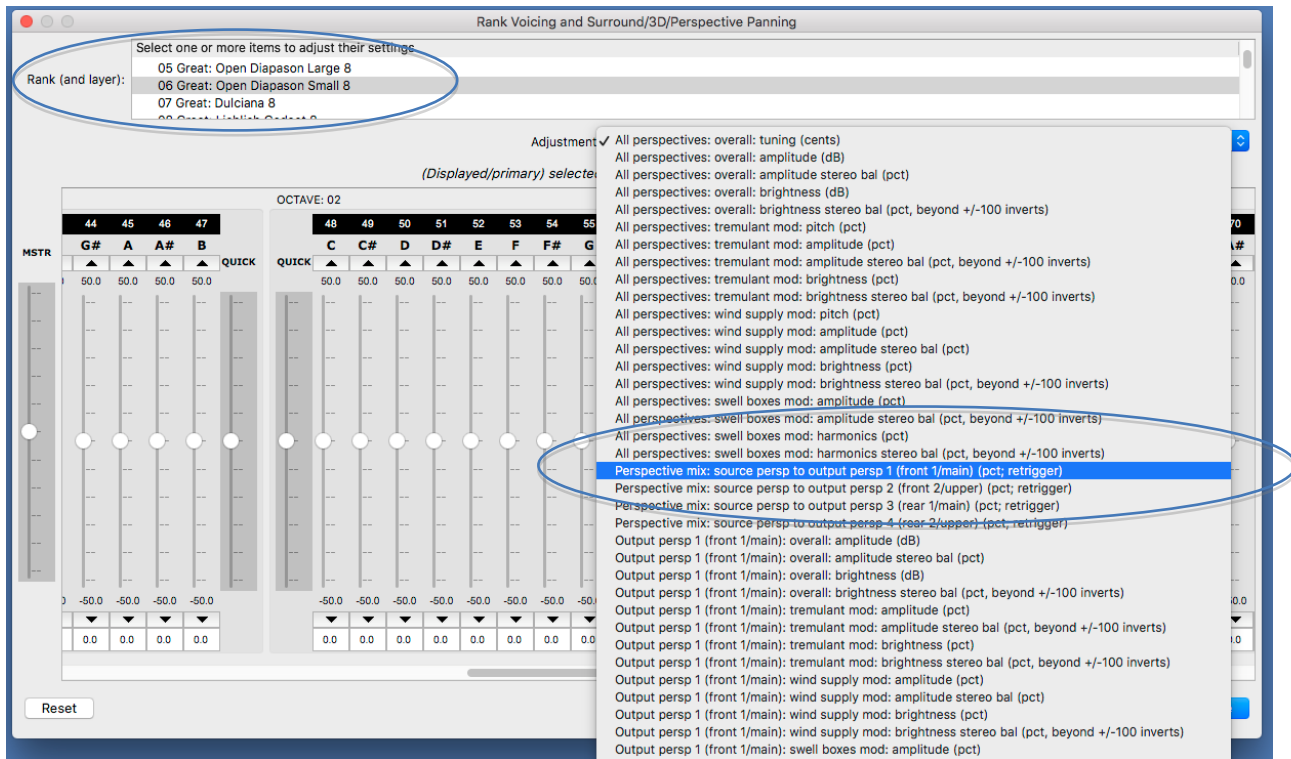 Rank Voicing and Surround/3D/Perspective Panning
Select one or more items to adjust their settings
Rank (and layer):
05 Great: Open Diapason Large 8
06 Great: Open Diapason Small 8
07 Great: Dulciana 8
Adjustment
✓ All perspectives: overall: tuning (cents)
All perspectives: overall: amplitude (dB)
All perspectives: overall: amplitude stereo bal (pct)
All perspectives: overall: brightness (dB)
All perspectives: overall: brightness stereo bal (pct, beyond +/-100 inverts)
All perspectives: tremulant mod: pitch (pct)
All perspectives: tremulant mod: amplitude (pct)
All perspectives: tremulant mod: amplitude stereo bal (pct, beyond +/-100 inverts)
All perspectives: tremulant mod: brightness (pct)
All perspectives: tremulant mod: brightness stereo bal (pct, beyond +/-100 inverts)
All perspectives: wind supply mod: pitch (pct)
All perspectives: wind supply mod: amplitude (pct)
All perspectives: wind supply mod: amplitude stereo bal (pct)
All perspectives: wind supply mod: brightness (pct)
All perspectives: wind supply mod: brightness stereo bal (pct, beyond +/-100 inverts)
All perspectives: swell boxes mod: amplitude (pct)
All perspectives: swell boxes mod: amplitude stereo bal (pct, beyond +/-100 inverts)
All perspectives: swell boxes mod: harmonics (pct)
All perspectives: swell boxes mod: harmonics stereo bal (pct, beyond +/-100 inverts)
Perspective mix: source persp to output persp 1 (front 1/main) (pct; retrigger)
Perspective mix: source persp to output persp 2 (front 2/upper) (pct; retrigger)
Perspective mix: source persp to output persp 3 (rear 1/main) (pct; retrigger)
Perspective mix: source persp to output persp 4 (rear 2/upper) (pct; retrigger)
Output persp 1 (front 1/main): overall: amplitude (dB)
Output persp 1 (front 1/main): overall: amplitude stereo bal (pct)
Output persp 1 (front 1/main): overall: brightness (dB)
Output persp 1 (front 1/main): overall: brightness stereo bal (pct, beyond +/-100 inverts)
Output persp 1 (front 1/main): tremulant mod: amplitude (pct)
Output persp 1 (front 1/main): tremulant mod: amplitude stereo bal (pct, beyond +/-100 inverts)
Output persp 1 (front 1/main): tremulant mod: brightness (pct)
Output persp 1 (front 1/main): tremulant mod: brightness stereo bal (pct, beyond +/-100 inverts)
Output persp 1 (front 1/main): wind supply mod: amplitude (pct)
Output persp 1 (front 1/main): wind supply mod: amplitude stereo bal (pct)
Output persp 1 (front 1/main): wind supply mod: brightness (pct)
Output persp 1 (front 1/main): wind supply mod: brightness stereo bal (pct, beyond +/-100 inverts)
Output persp 1 (front 1/main): swell boxes mod: amplitude (pct)
(Displayed/primary)
OCTAVE: 02
44 45 46 47 48 49 50 51 52 53 54 55 70
G# A A# B C C# D D# E F F# G
MSTR QUICK QUICK
50.0 50.0 50.0 50.0 50.0 50.0 50.0 50.0 50.0 50.0 50.0
-50.0 -50.0 -50.0 -50.0 -50.0 -50.0 -50.0 -50.0 -50.0 -50.0 -50.0
0.0 0.0 0.0 0.0 0.0 0.0 0.0 0.0 0.0 0.0 0.0 0.0
Reset